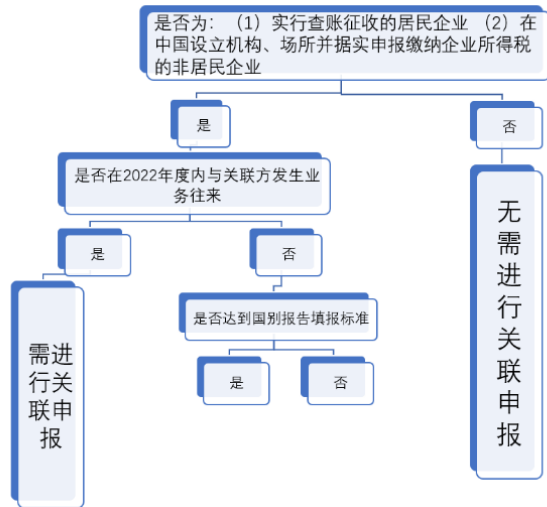 是否为：（1）实行查账征收的居民企业 （2）在
中国设立机构、场所并据实申报缴纳企业所得税
的非居民企业
是
否
是否在2022年度内与关联方发生业
务往来
是
否
无需进行关联申报
是否达到国别报告填报标准
需进行关联申报
是
否